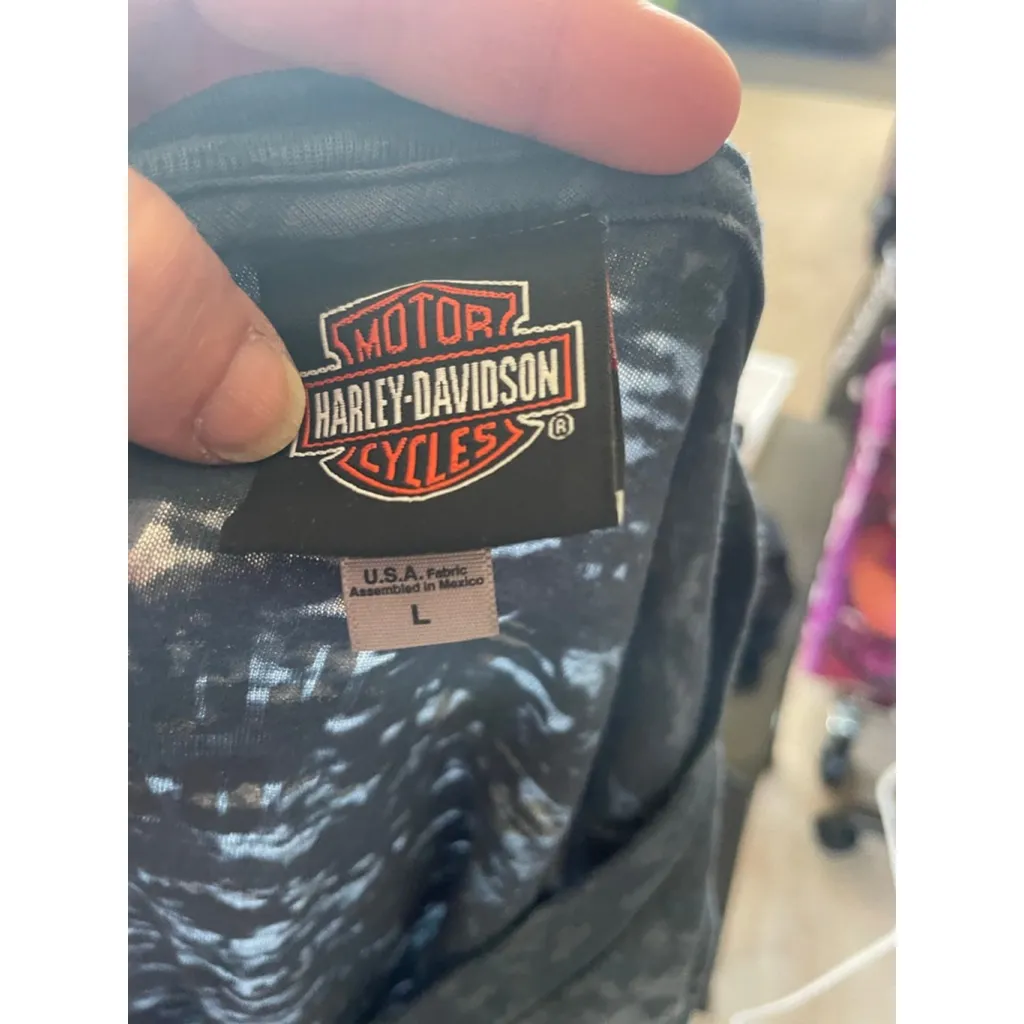 MOTOR
HARLEY-DAVIDSON
CYCLES
®
U.S.A. Fabric
Assembled in Mexico
L